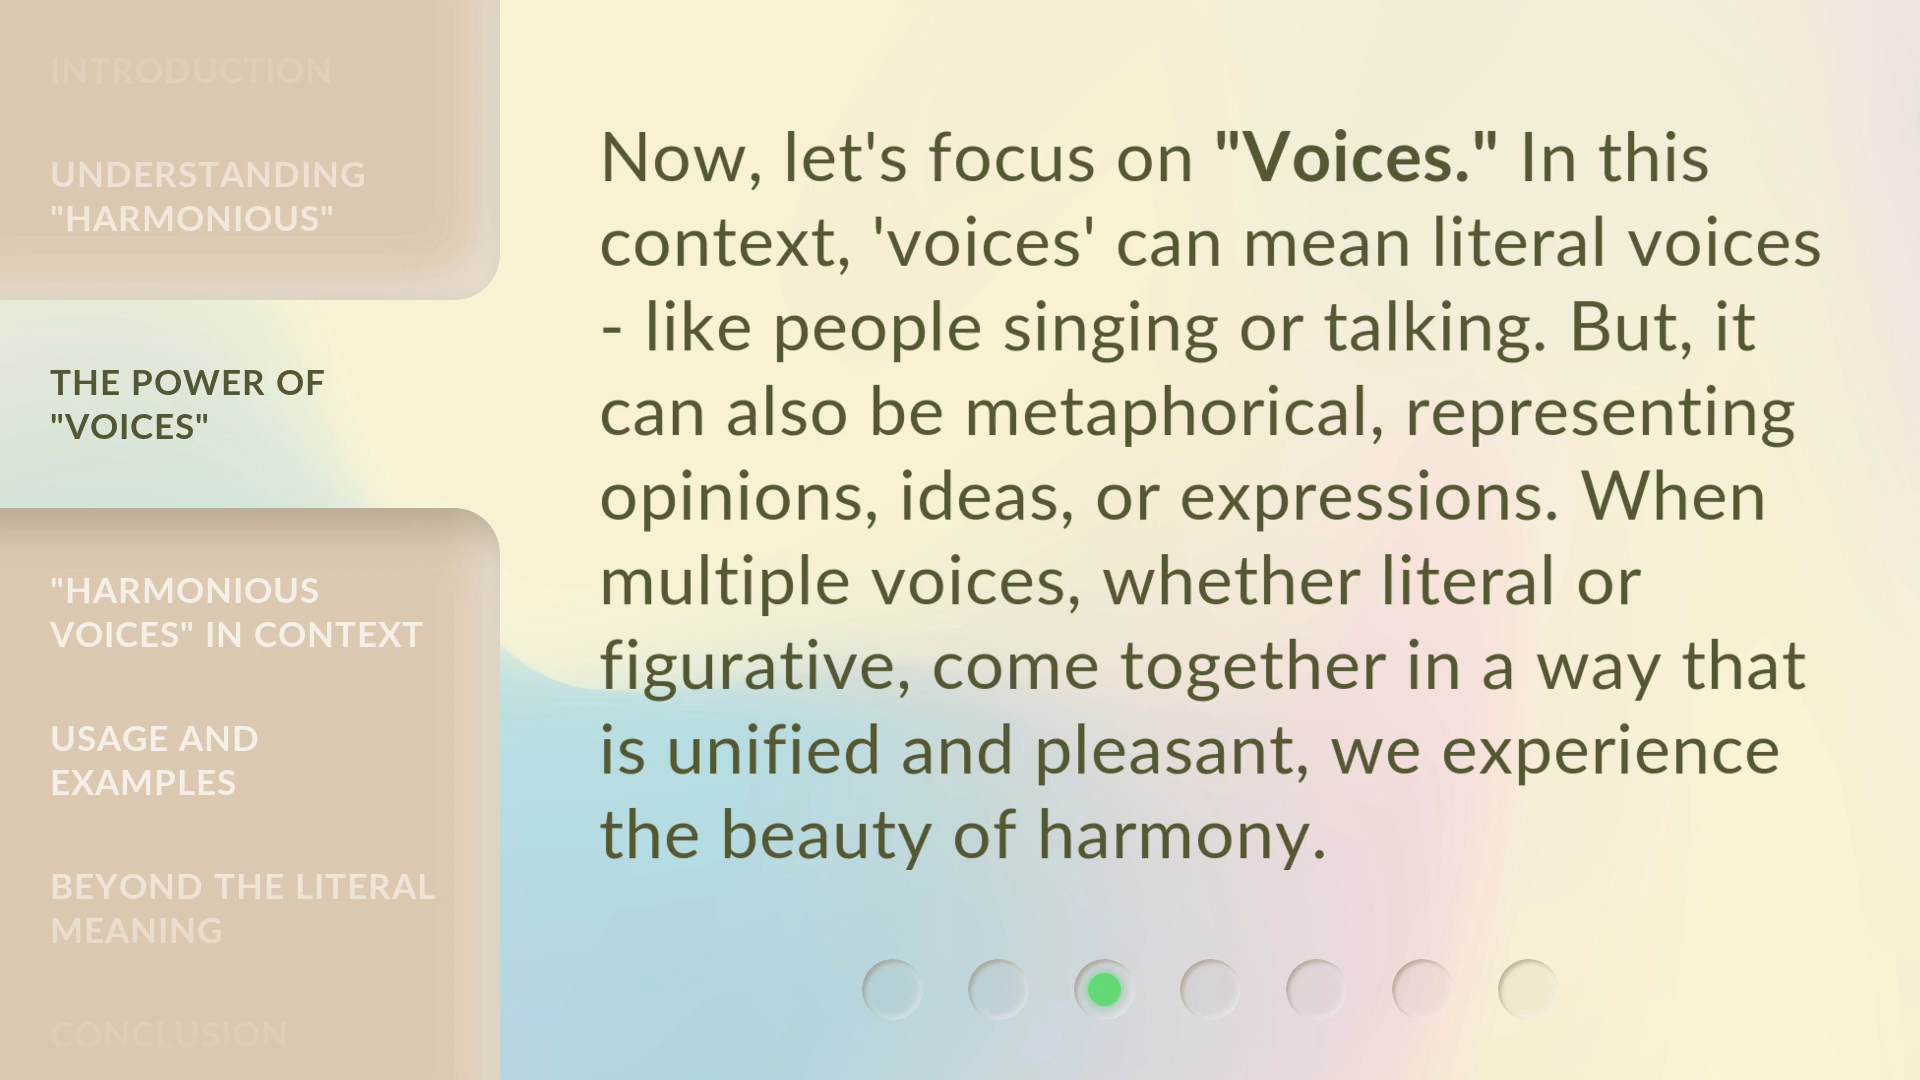 INTRODUCTION
UNDERSTANDING
"HARMONIOUS"
THE POWER OF
"VOICES"
"HARMONIOUS
VOICES" IN CONTEXT
USAGE AND
EXAMPLES
BEYOND THE LITERAL
MEANING
CONCLUSION
Now, let's focus on "Voices." In this
context, 'voices' can mean literal voices
- like people singing or talking. But, it
can also be metaphorical, representing
opinions, ideas, or expressions. When
multiple voices, whether literal or
figurative, come together in a way that
is unified and pleasant, we experience
the beauty of harmony.